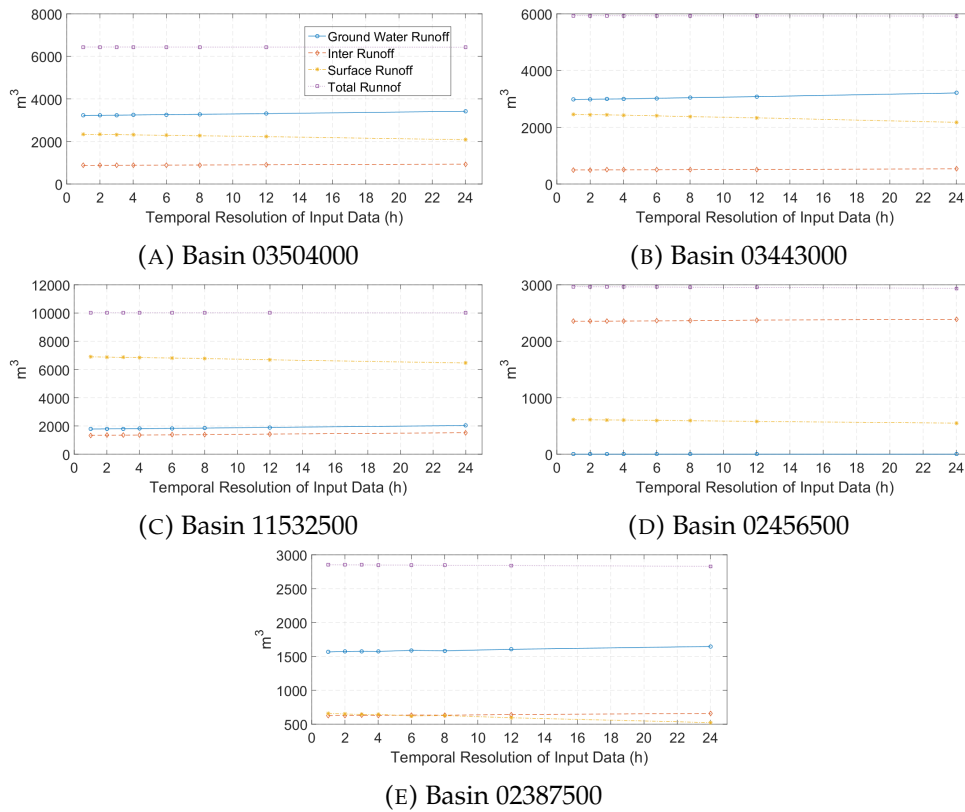 8000
6000
4000
2000
0
m³
Ground Water Runoff
Inter Runoff
Surface Runoff
Total Runnof
0 2 4 6 8 10 12 14 16 18 20 22 24
Temporal Resolution of Input Data (h)
(A) Basin 03504000
6000
4000
2000
0
m³
0 2 4 6 8 10 12 14 16 18 20 22 24
Temporal Resolution of Input Data (h)
(B) Basin 03443000
12000
10000
8000
6000
4000
2000
0
m³
0 2 4 6 8 10 12 14 16 18 20 22 24
Temporal Resolution of Input Data (h)
(C) Basin 11532500
3000
2000
1000
0
m³
0 2 4 6 8 10 12 14 16 18 20 22 24
Temporal Resolution of Input Data (h)
(D) Basin 02456500
3000
2500
2000
1500
1000
500
m³
0 2 4 6 8 10 12 14 16 18 20 22 24
Temporal Resolution of Input Data (h)
(E) Basin 02387500